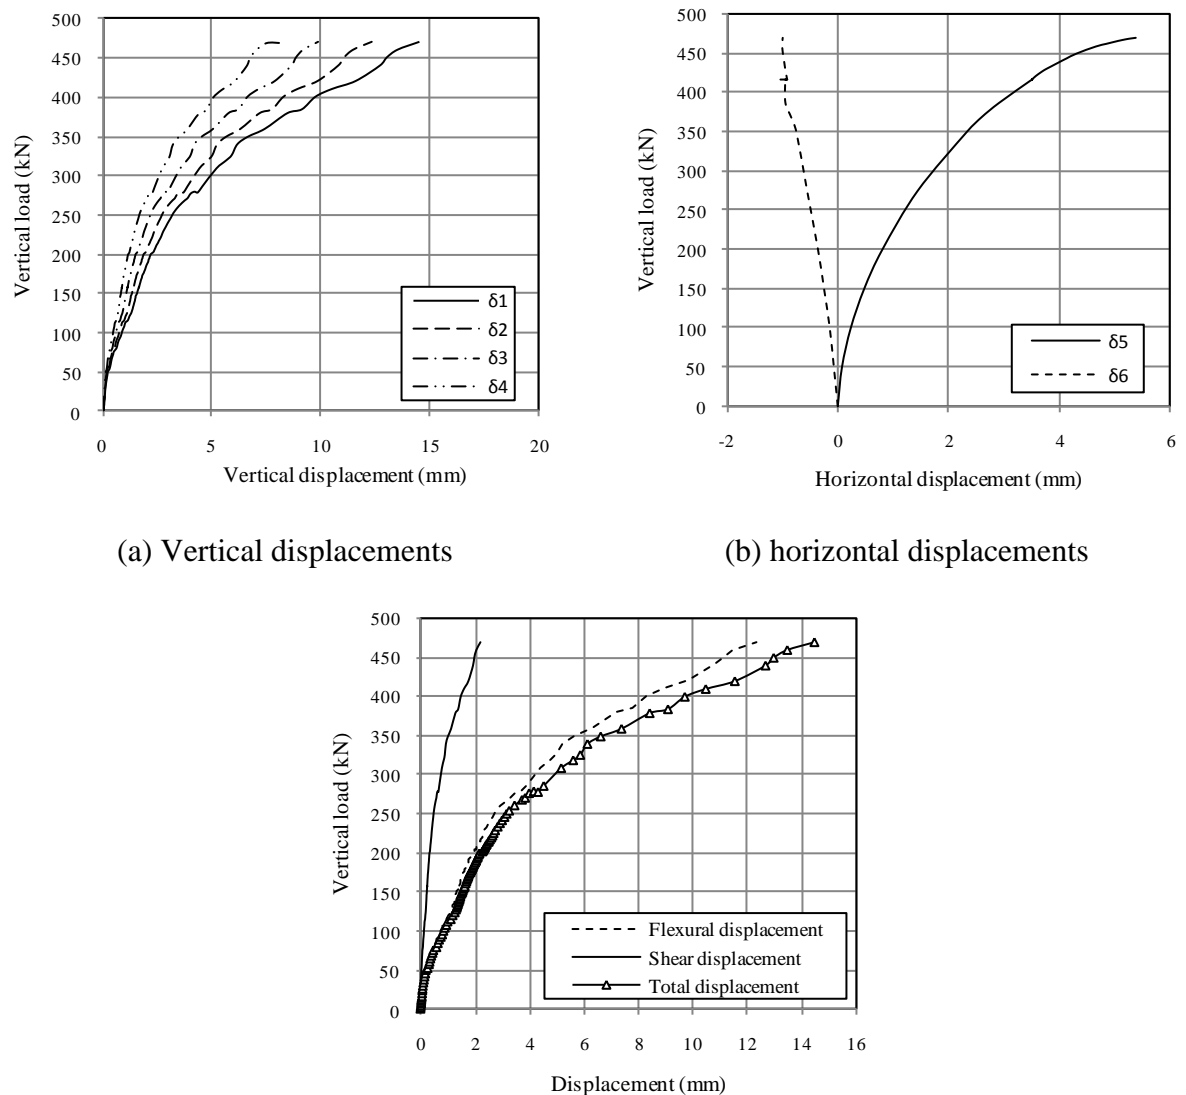 500
450
400
350
300
250
200
150
100
50
0
Vertical load (kN)
δ1
δ2
δ3
δ4
0 5 10 15 20
Vertical displacement (mm)
500
450
400
350
300
250
200
150
100
50
0
Vertical load (kN)
δ5
δ6
-2 0 2 4 6
Horizontal displacement (mm)
(a) Vertical displacements
(b) horizontal displacements
500
450
400
350
300
250
200
150
100
50
0
Vertical load (kN)
Flexural displacement
Shear displacement
Total displacement
0 2 4 6 8 10 12 14 16
Displacement (mm)